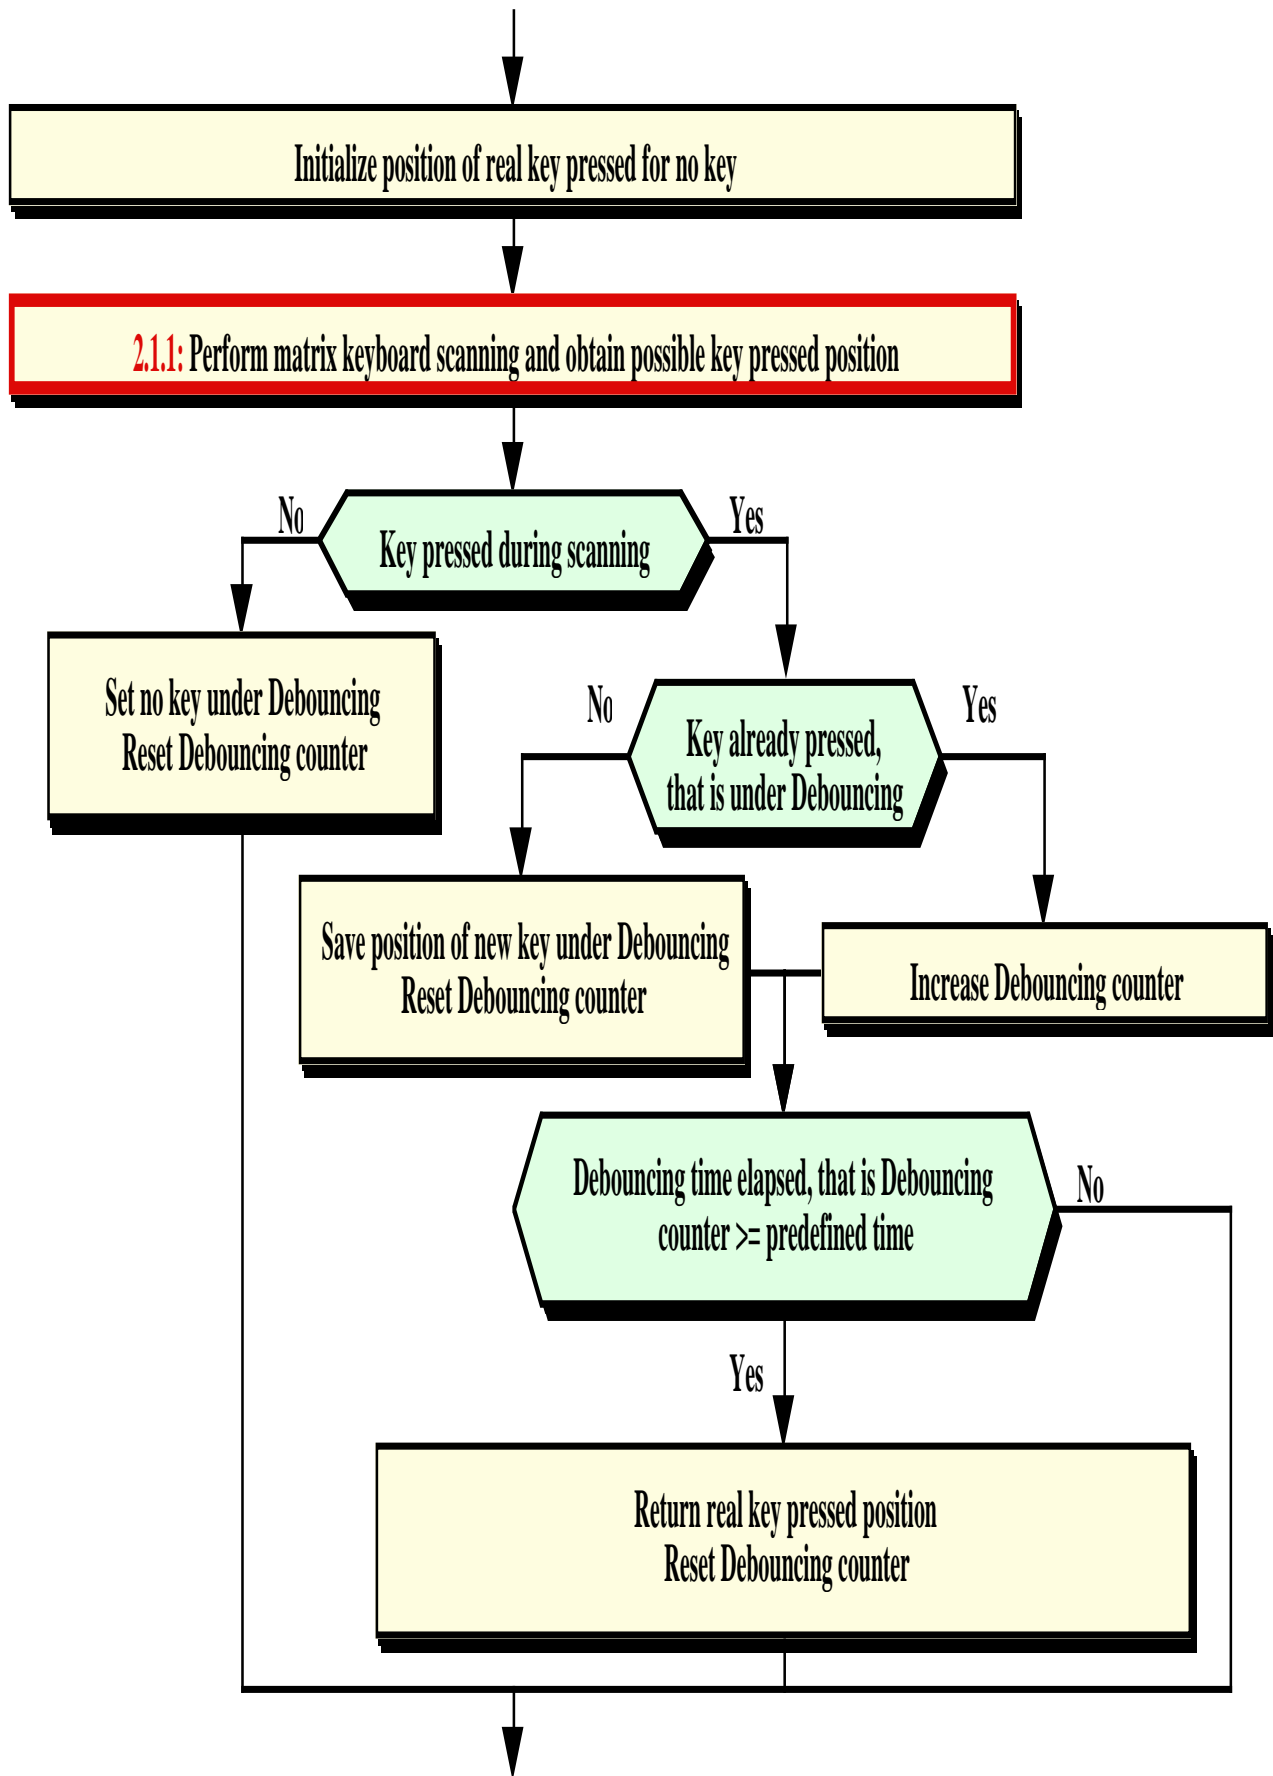 Initialize position of real key pressed for no key
2.1.1: Perform matrix keyboard scanning and obtain possible key pressed position
No
Yes
Key pressed during scanning
Set no key under Debouncing
Reset Debouncing counter
No
Yes
Key already pressed,
that is under Debouncing
Save position of new key under Debouncing
Reset Debouncing counter
Increase Debouncing counter
Debouncing time elapsed, that is Debouncing
counter >= predefined time
No
Yes
Return real key pressed position
Reset Debouncing counter